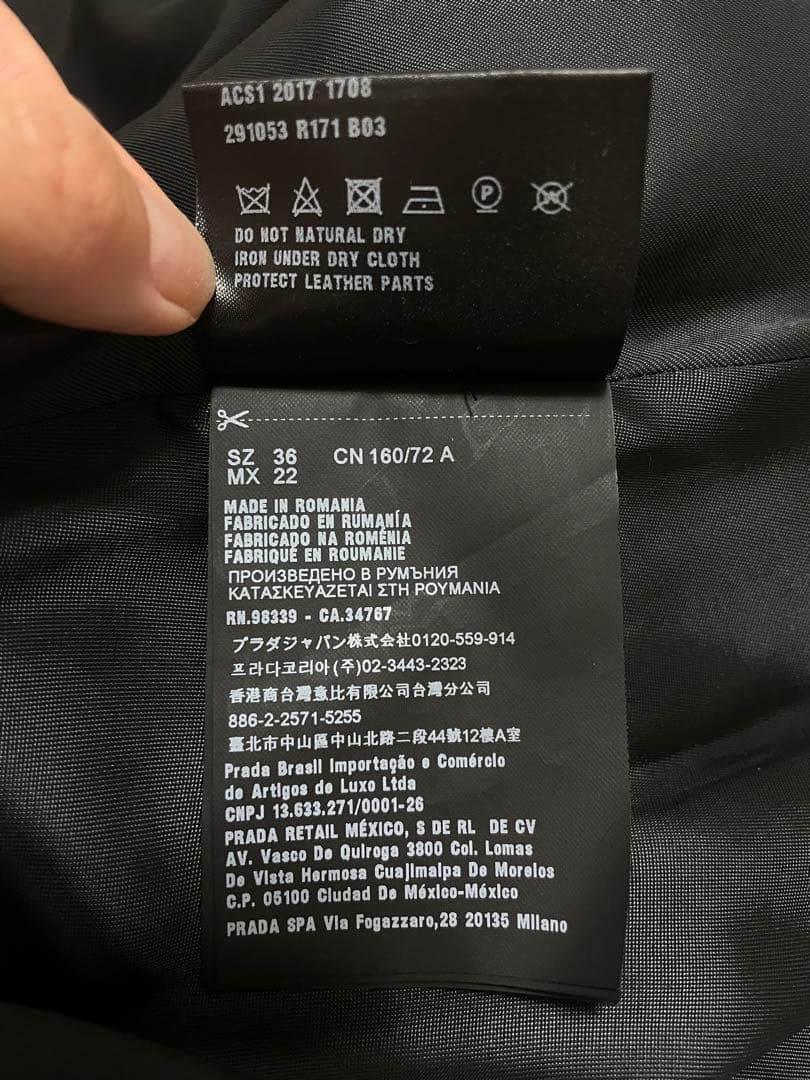 ACS1 2017 1708
291053 R171 B03
P
W
DO NOT NATURAL DRY
IRON UNDER DRY CLOTH
PROTECT LEATHER PARTS
SZ 36 CN 160/72 A
MX 22
MADE IN ROMANIA
FABRICADO EN RUMANÍA
FABRICADO NA ROMÉNIA
FABRIQUÉ EN ROUMANIE
ПРОИЗВЕДЕНО В РУМЪНИЯ
ΚΑΤΑΣΚΕΥΑΖΕΤΑΙ ΣΤΗ ΡΟΥΜΑΝΙΑ
RN.98339 - CA.34767
プラダジャパン株式会社0120-559-914
프라다코리아(주)02-3443-2323
香港商台灣意比有限公司台灣分公司
886-2-2571-5255
臺北市中山區中山北路二段44號12樓A室
Prada Brasil Importação e Comércio
de Artigos de Luxo Ltda
CNPJ 13.633.271/0001-26
PRADA RETAIL MÉXICO, S DE RL DE CV
AV. Vasco De Quiroga 3800 Col. Lomas
De Vista Hermosa Cuajimalpa De Morelos
C.P. 05100 Ciudad De México-México
PRADA SPA Via Fogazzaro,28 20135 Milano